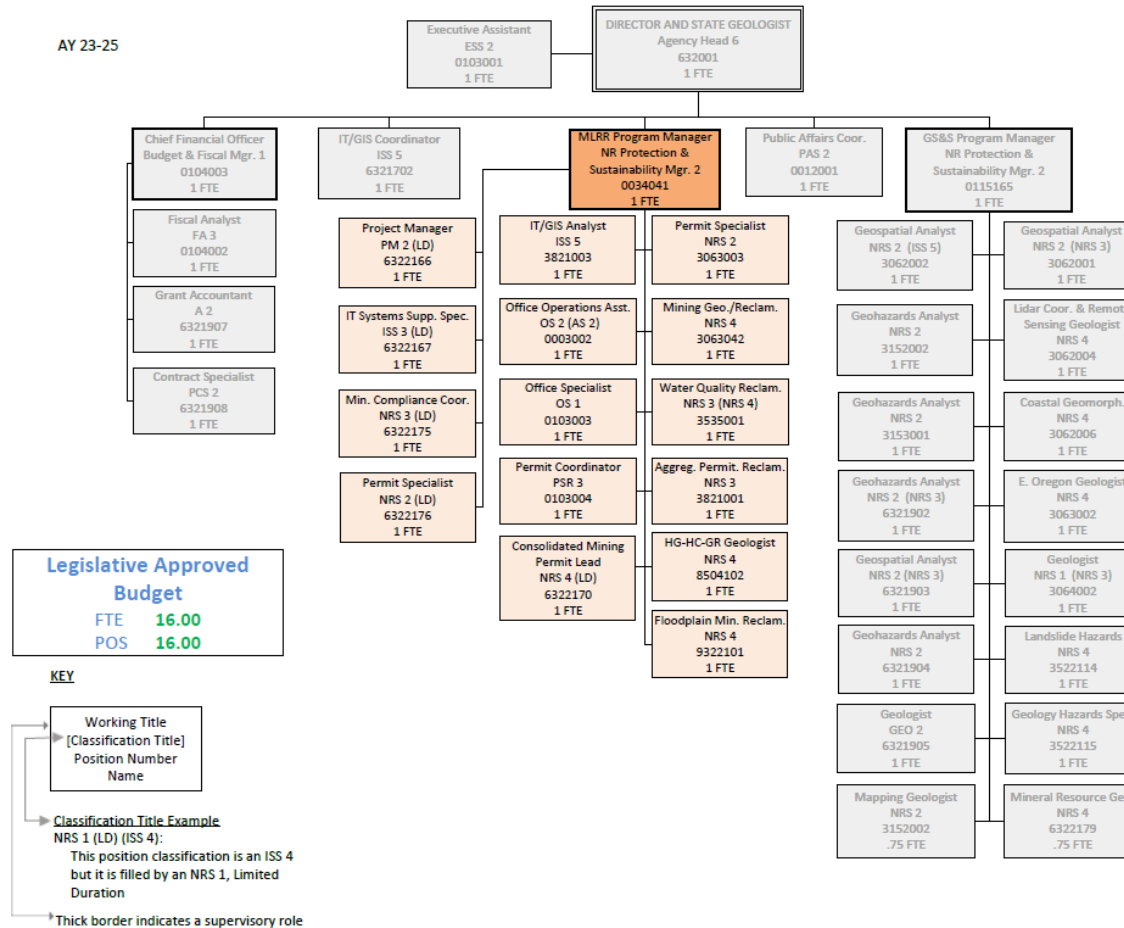 AY 23-25
Executive Assistant
ESS 2
0103001
1 FTE
DIRECTOR AND STATE GEOLOGIST
Agency Head 6
632001
1 FTE
Chief Financial Officer
Budget & Fiscal Mgr. 1
0104003
1 FTE
IT/GIS Coordinator
ISS 5
6321702
1 FTE
MLRR Program Manager
NR Protection &
Sustainability Mgr. 2
0034041
1 FTE
Public Affairs Coor.
PAS 2
0012001
1 FTE
GS&S Program Manager
NR Protection &
Sustainability Mgr. 2
0115165
1 FTE
Fiscal Analyst
FA 3
0104002
1 FTE
Grant Accountant
A 2
6321907
1 FTE
Contract Specialist
PCS 2
6321908
1 FTE
Project Manager
PM 2 (LD)
6322166
1 FTE
IT Systems Supp. Spec.
ISS 3 (LD)
6322167
1 FTE
Min. Compliance Coor.
NRS 3 (LD)
6322175
1 FTE
Permit Specialist
NRS 2 (LD)
6322176
1 FTE
IT/GIS Analyst
ISS 5
3821003
1 FTE
Office Operations Asst.
OS 2 (AS 2)
0003002
1 FTE
Office Specialist
OS 1
0103003
1 FTE
Permit Coordinator
PSR 3
0103004
1 FTE
Consolidated Mining
Permit Lead
NRS 4 (LD)
6322170
1 FTE
Permit Specialist
NRS 2
3063003
1 FTE
Mining Geo./Reclam.
NRS 4
3063042
1 FTE
Water Quality Reclam.
NRS 3 (NRS 4)
3535001
1 FTE
Aggreg. Permit. Reclam.
NRS 3
3821001
1 FTE
HG-HC-GR Geologist
NRS 4
8504102
1 FTE
Floodplain Min. Reclam.
NRS 4
9322101
1 FTE
Geospatial Analyst
NRS 2 (ISS 5)
3062002
1 FTE
Geohazards Analyst
NRS 2
3152002
1 FTE
Geohazards Analyst
NRS 2
3153001
1 FTE
Geohazards Analyst
NRS 2 (NRS 3)
6321902
1 FTE
Geospatial Analyst
NRS 2 (NRS 3)
6321903
1 FTE
Geohazards Analyst
NRS 2
6321904
1 FTE
Geologist
GEO 2
6321905
1 FTE
Mapping Geologist
NRS 2
3152002
.75 FTE
Geospatial Analyst
NRS 2 (NRS 3)
3062001
1 FTE
Lidar Coor. & Remot
Sensing Geologist
NRS 4
3062004
1 FTE
Coastal Geomorph.
NRS 4
3062006
1 FTE
E. Oregon Geologist
NRS 4
3063002
1 FTE
Geologist
NRS 1 (NRS 3)
3064002
1 FTE
Landslide Hazards
NRS 4
3522114
1 FTE
Geology Hazards Spe
NRS 4
3522115
1 FTE
Mineral Resource Ge
NRS 4
6322179
.75 FTE
Legislative Approved
Budget
FTE 16.00
POS 16.00
KEY
Working Title
[Classification Title]
Position Number
Name
Classification Title Example
NRS 1 (LD) (ISS 4):
This position classification is an ISS 4
but it is filled by an NRS 1, Limited
Duration
Thick border indicates a supervisory role